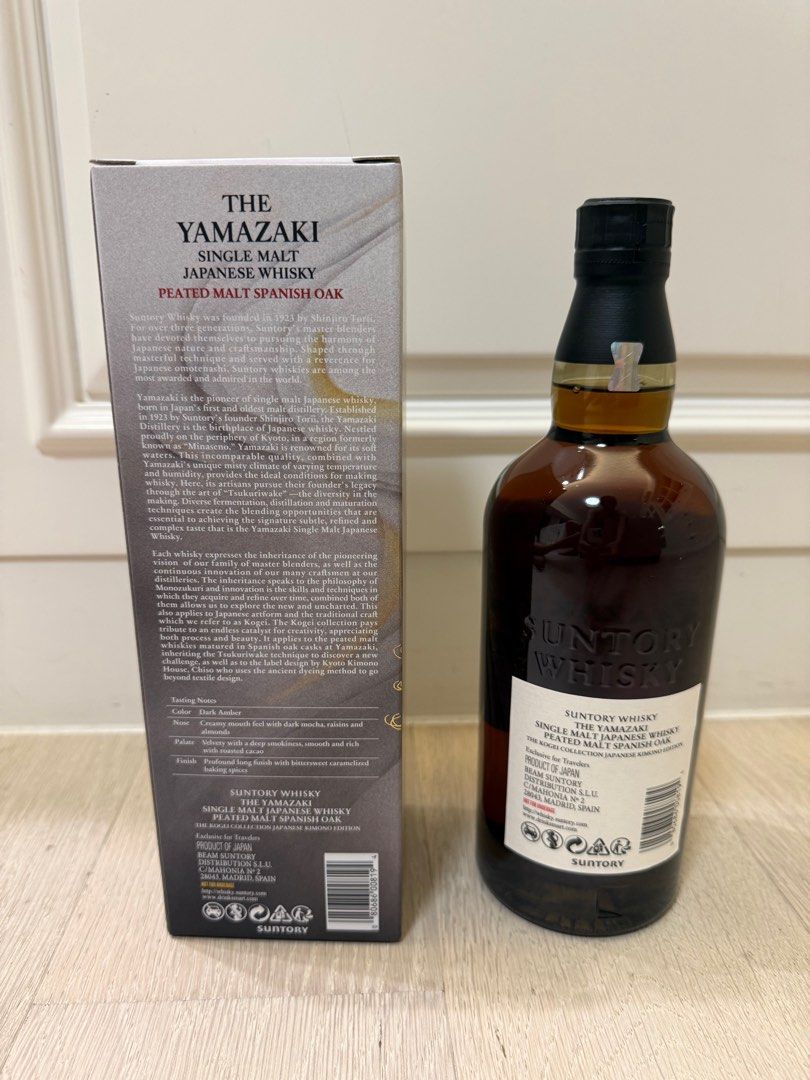 THE
YAMAZAKI
SINGLE MALT
JAPANESE WHISKY
PEATED MALT SPANISH OAK
Suntory Whisky was founded in 1923 by Shinjiro Torii.
For over three generations, Suntory's master blenders
have devoted themselves to pursuing the harmony of
Japanese nature and craftsmanship. Shaped through
masterful technique and served with a reverence for
Japanese omotenashi. Suntory whiskies are among the
most awarded and admired in the world.
Yamazaki is the pioneer of single malt Japanese whisky,
born in Japan's first and oldest malt distillery. Established
in 1923 by Suntory's founder Shinjiro Torii, the Yamazaki
Distillery is the birthplace of Japanese whisky. Nestled
proudly on the periphery of Kyoto, in a region formerly
known as "Minaseno," Yamazaki is renowned for its soft
waters. This incomparable quality, combined with
Yamazaki's unique misty climate of varying temperature
and humidity, provides the ideal conditions for making
whisky. Here, its artisans pursue their founder's legacy
through the art of "Tsukuriwake" —the diversity in the
making. Diverse fermentation, distillation and maturation
techniques create the blending opportunities that are
essential to achieving the signature subtle, refined and
complex taste that is the Yamazaki Single Malt Japanese
Whisky.
Each whisky expresses the inheritance of the pioneering
vision of our family of master blenders, as well as the
continuous innovation of our many craftsmen at our
distilleries. The inheritance speaks to the philosophy of
Monozukuri and innovation is the skills and techniques in
which they acquire and refine over time, combined both of
them allows us to explore the new and uncharted. This
also applies to Japanese artform and the traditional craft
which we refer to as Kogei. The Kogei collection pays
tribute to an endless catalyst for creativity, appreciating
both process and beauty. It applies to the peated malt
whiskies matured in Spanish oak casks at Yamazaki,
inheriting the Tsukuriwake technique to discover a new
challenge, as well as to the label design by Kyoto Kimono
House, Chiso who uses the ancient dyeing method to go
beyond textile design.
Tasting Notes
Color Dark Amber
Nose Creamy mouth feel with dark mocha, raisins and
almonds
Palate Velvety with a deep smokiness, smooth and rich
with roasted cacao
Finish Profound long finish with bittersweet caramelized
baking spices
SUNTORY WHISKY
THE YAMAZAKI
SINGLE MALT JAPANESE WHISKY
PEATED MALT SPANISH OAK
THE KOGEI COLLECTION JAPANESE KIMONO EDITION
Exclusive for Travelers
PRODUCT OF JAPAN
BEAM SUNTORY
DISTRIBUTION S.L.U.
C/MAHONIA Nº 2
28043, MADRID, SPAIN
NOT FOR UNDER AGE
http://whisky.suntory.com
www.drinksmart.com
SUNTORY
80686 00819 4
SUNTORY
WHISKY
SUNTORY WHISKY
THE YAMAZAKI
SINGLE MALT JAPANESE WHISKY
PEATED MALT SPANISH OAK
THE KOGEI COLLECTION JAPANESE KIMONO EDITION
Exclusive for Travelers
PRODUCT OF JAPAN
BEAM SUNTORY
DISTRIBUTION S.L.U.
C/MAHONIA Nº 2
28043, MADRID, SPAIN
http://whisky.suntory.com
www.drinksmart.com
SUNTORY